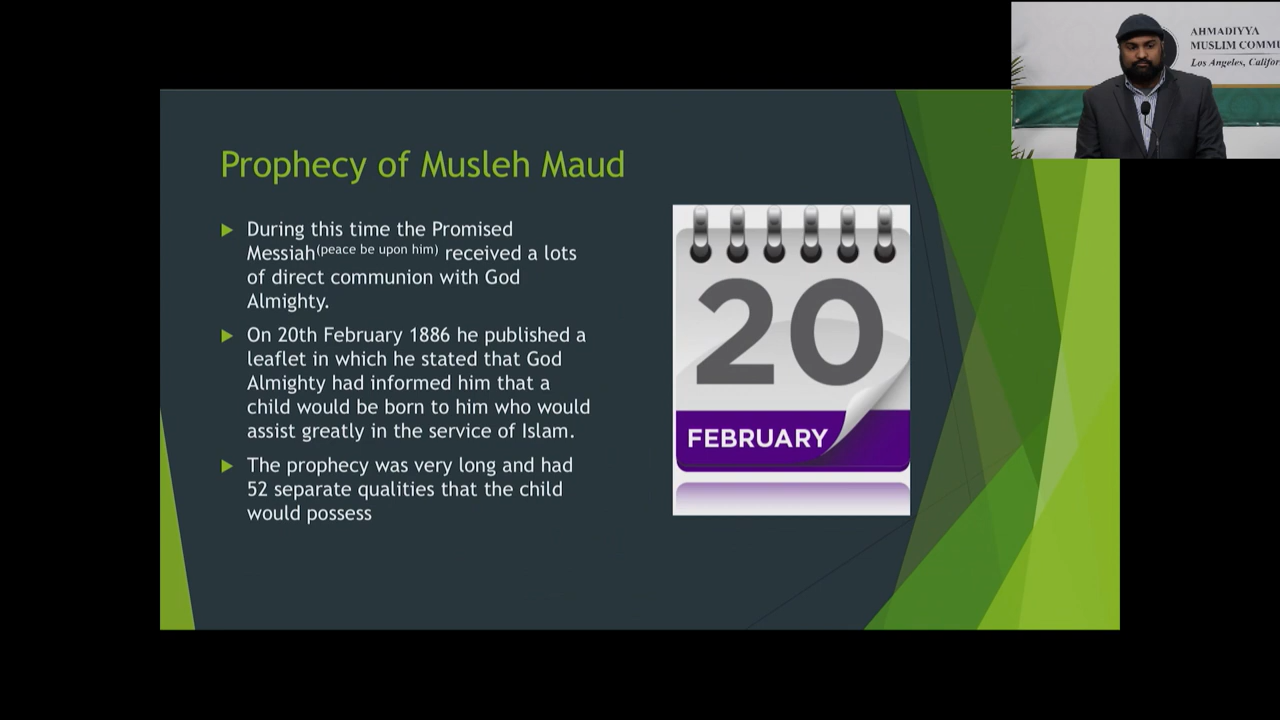 AHMADIYYA
MUSLIM COMMU
Los Angeles, Califor
Prophecy of Musleh Maud
During this time the Promised
Messiah(peace be upon him) received a lots
of direct communion with God
Almighty.
On 20th February 1886 he published a
leaflet in which he stated that God
Almighty had informed him that a
child would be born to him who would
assist greatly in the service of Islam.
The prophecy was very long and had
52 separate qualities that the child
would possess
20
FEBRUARY